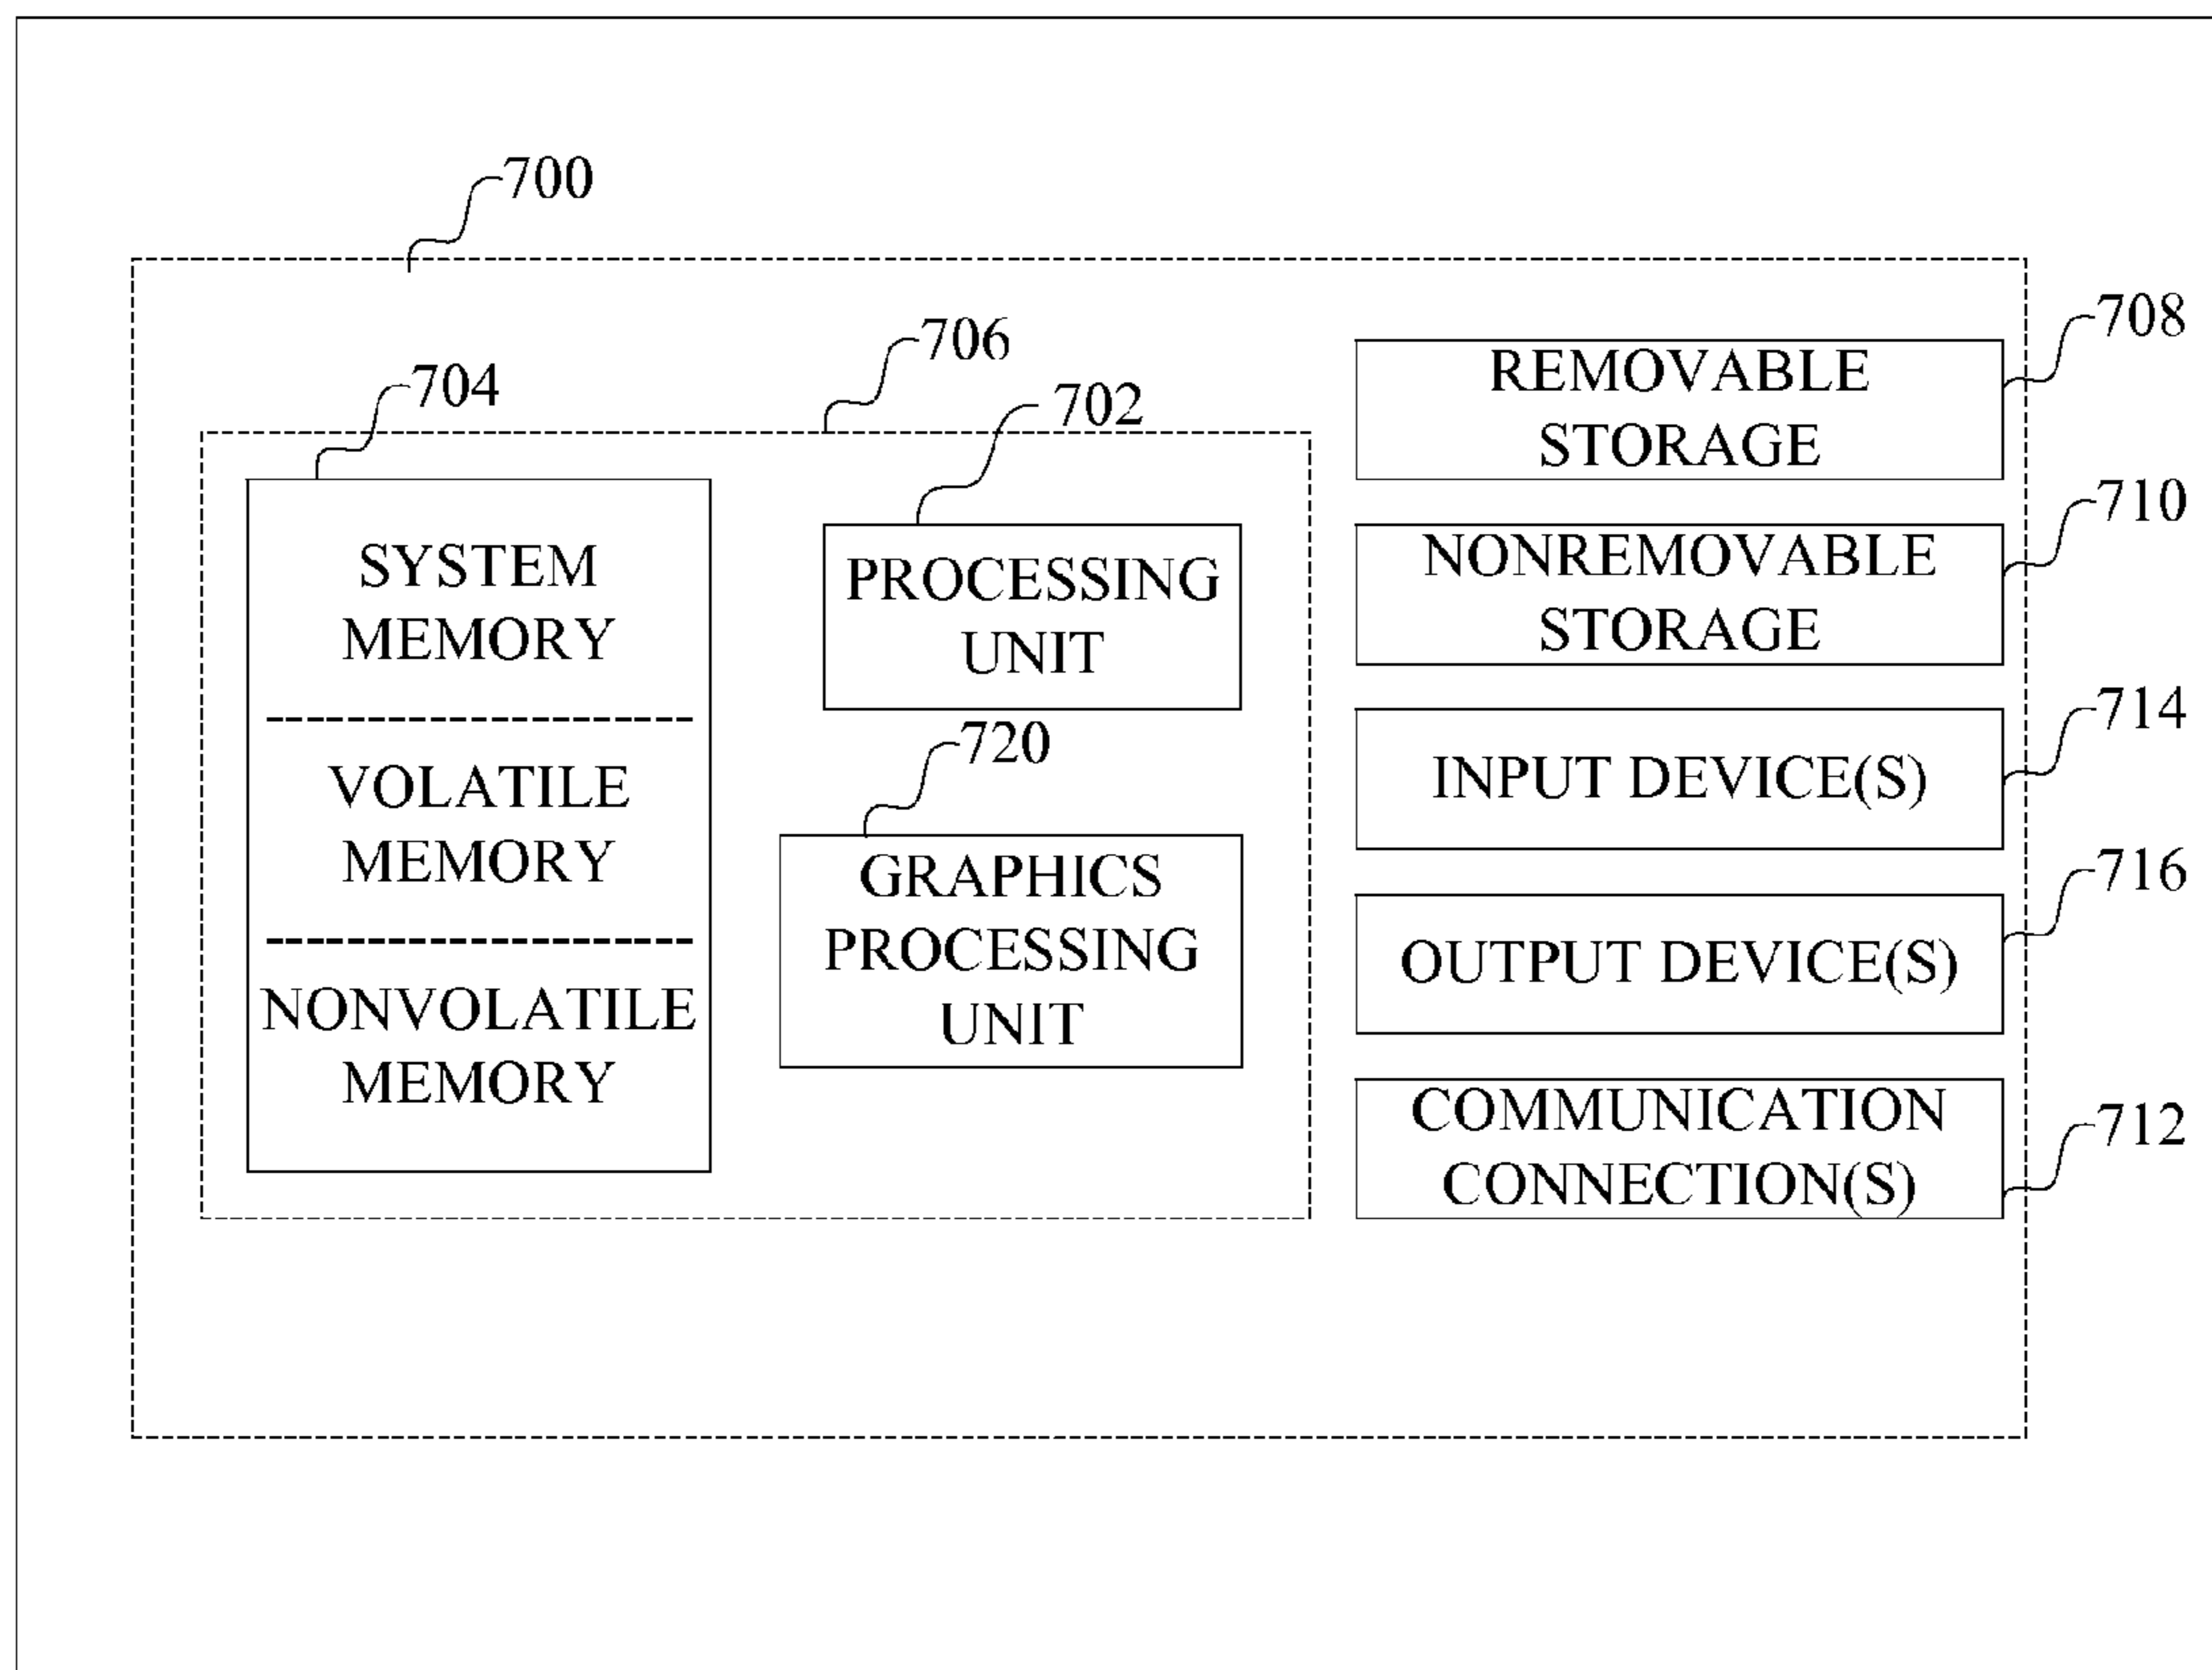 700
706
704
702
SYSTEM
MEMORY
VOLATILE
MEMORY
NONVOLATILE
MEMORY
PROCESSING
UNIT
720
GRAPHICS
PROCESSING
UNIT
708
REMOVABLE
STORAGE
710
NONREMOVABLE
STORAGE
714
INPUT DEVICE(S)
716
OUTPUT DEVICE(S)
712
COMMUNICATION
CONNECTION(S)